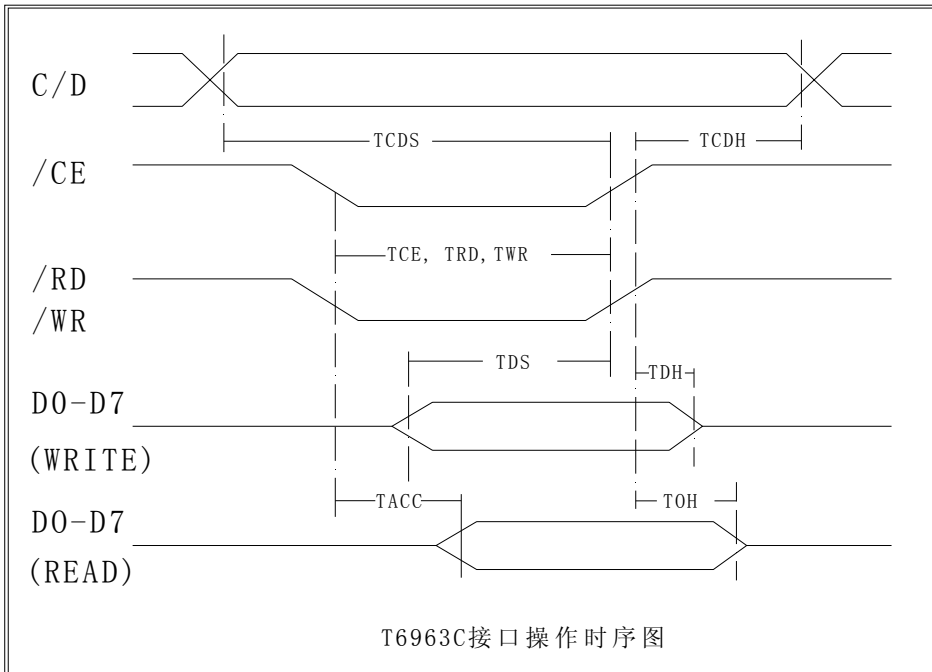 C/D
TCDS
TCDH
/CE
TCE, TRD,TWR
/RD
/WR
TDS
TDH
D0-D7
(WRITE)
TACC
TOH
D0-D7
(READ)
T6963C接口操作时序图